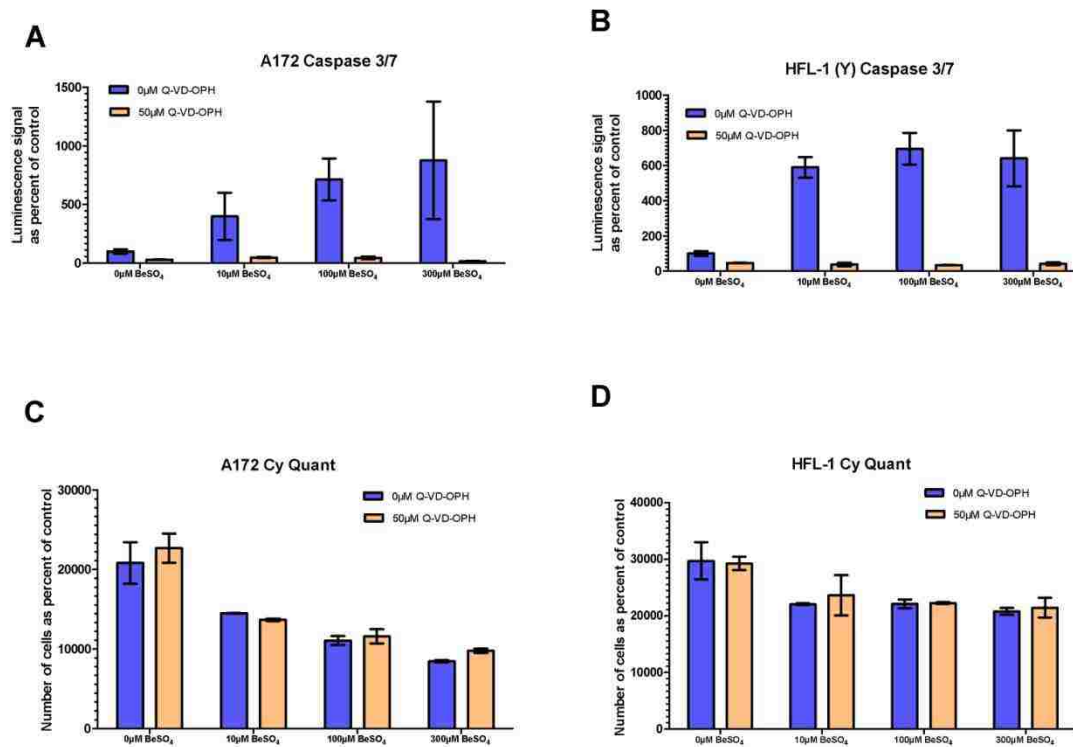 A
A172 Caspase 3/7
Luminescence signal
as percent of control
1500
1000
500
0
0µM Q-VD-OPH
50µM Q-VD-OPH
0µM BeSO₄
10µM BeSO₄
100µM BeSO₄
300µM BeSO₄
B
HFL-1 (Y) Caspase 3/7
Luminescence signal
as percent of control
1000
800
600
400
200
0
0µM Q-VD-OPH
50µM Q-VD-OPH
0µM BeSO₄
10µM BeSO₄
100µM BeSO₄
300µM BeSO₄
C
A172 Cy Quant
Number of cells as percent of control
30000
20000
10000
0
0µM Q-VD-OPH
50µM Q-VD-OPH
0µM BeSO₄
10µM BeSO₄
100µM BeSO₄
300µM BeSO₄
D
HFL-1 Cy Quant
Number of cells as percent of control
40000
30000
20000
10000
0
0µM Q-VD-OPH
50µM Q-VD-OPH
0µM BeSO₄
10µM BeSO₄
100µM BeSO₄
300µM BeSO₄